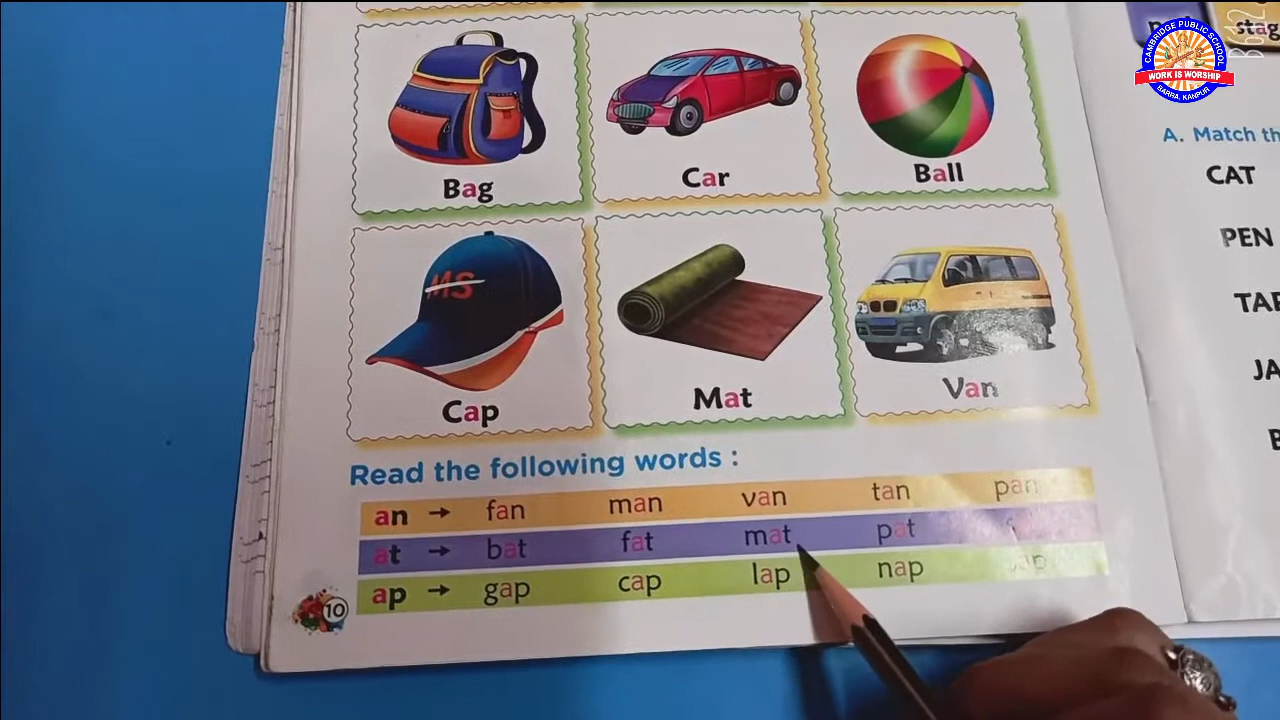 Bag Car Ball
MS
Cap Mat Van
Read the following words :
an → fan man van tan pan
at → bat fat mat pat
ap → gap cap lap nap
10
A. Match th
CAT
PEN
JA
CAMBRIDGE PUBLIC SCHOOL
WORK IS WORSHIP
BARRA, KANPUR